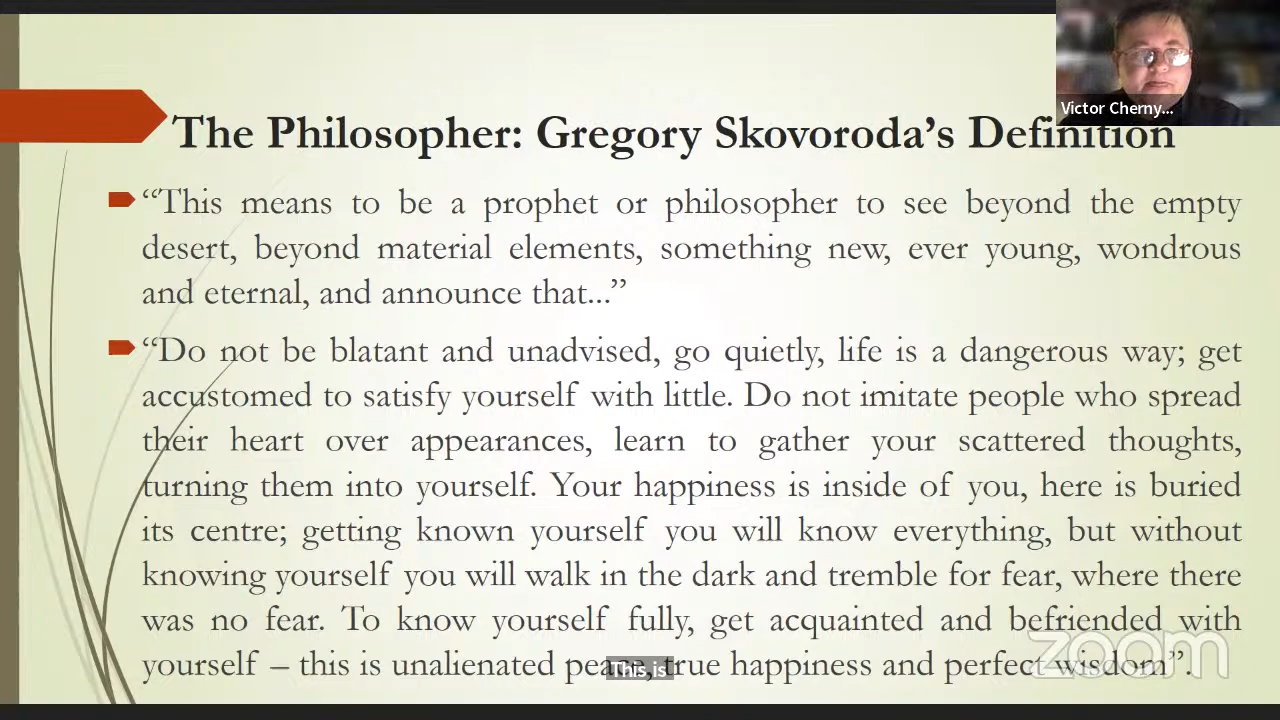 Victor Cherny...
The Philosopher: Gregory Skovoroda's Definition
“This means to be a prophet or philosopher to see beyond the empty
desert, beyond material elements, something new, ever young, wondrous
and eternal, and announce that...”
“Do not be blatant and unadvised, go quietly, life is a dangerous way; get
accustomed to satisfy yourself with little. Do not imitate people who spread
their heart over appearances, learn to gather your scattered thoughts,
turning them into yourself. Your happiness is inside of you, here is buried
its centre; getting known yourself you will know everything, but without
knowing yourself you will walk in the dark and tremble for fear, where there
was no fear. To know yourself fully, get acquainted and befriended with
yourself – this is unalienated peace, true happiness and perfect wisdom”.
This is
zoom